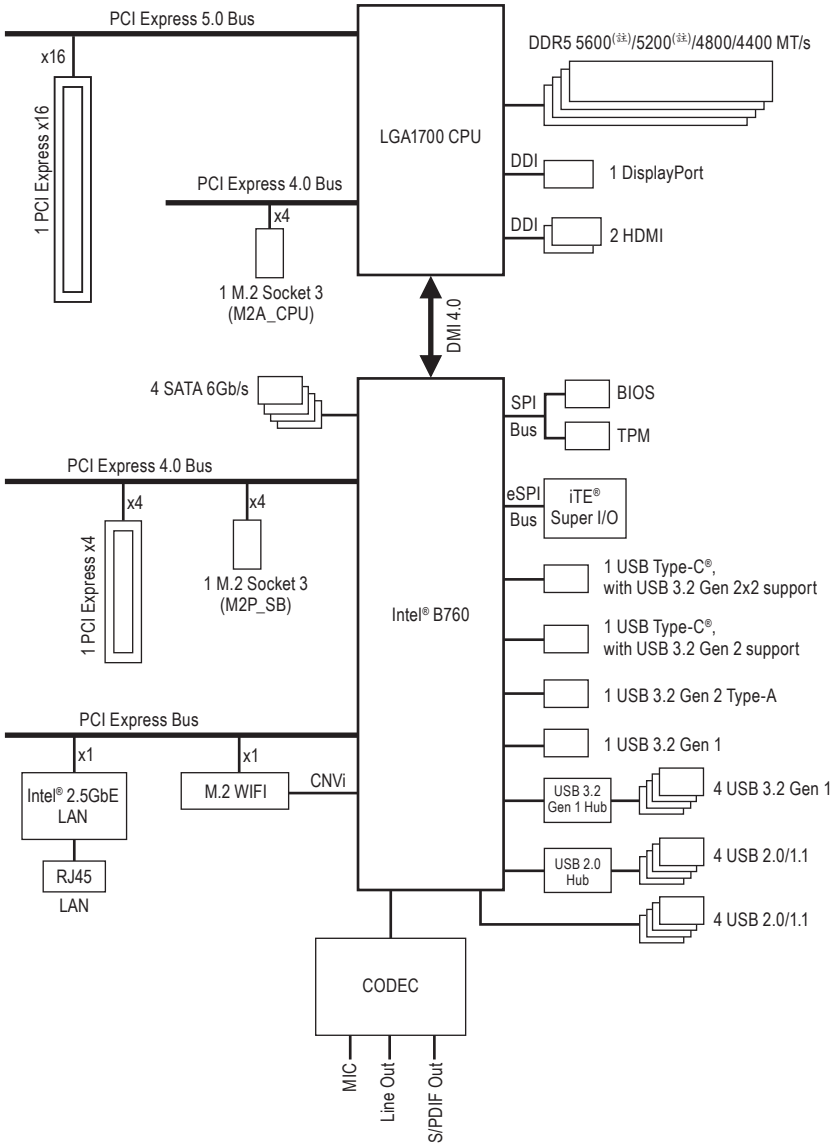 PCI Express 5.0 Bus
x16
1 PCI Express x16
PCI Express 4.0 Bus
x4
1 M.2 Socket 3
(M2A_CPU)
LGA1700 CPU
DDR5 5600(註)/5200(註)/4800/4400 MT/s
DDI
1 DisplayPort
DDI
2 HDMI
DMI 4.0
4 SATA 6Gb/s
PCI Express 4.0 Bus
x4
1 PCI Express x4
x4
1 M.2 Socket 3
(M2P_SB)
Intel® B760
SPI
Bus
BIOS
TPM
eSPI
Bus
iTE®
Super I/O
1 USB Type-C®,
with USB 3.2 Gen 2x2 support
1 USB Type-C®,
with USB 3.2 Gen 2 support
1 USB 3.2 Gen 2 Type-A
1 USB 3.2 Gen 1
USB 3.2
Gen 1 Hub
4 USB 3.2 Gen 1
USB 2.0
Hub
4 USB 2.0/1.1
4 USB 2.0/1.1
PCI Express Bus
x1
Intel® 2.5GbE
LAN
RJ45
LAN
x1
M.2 WIFI
CNVi
CODEC
MIC
Line Out
S/PDIF Out